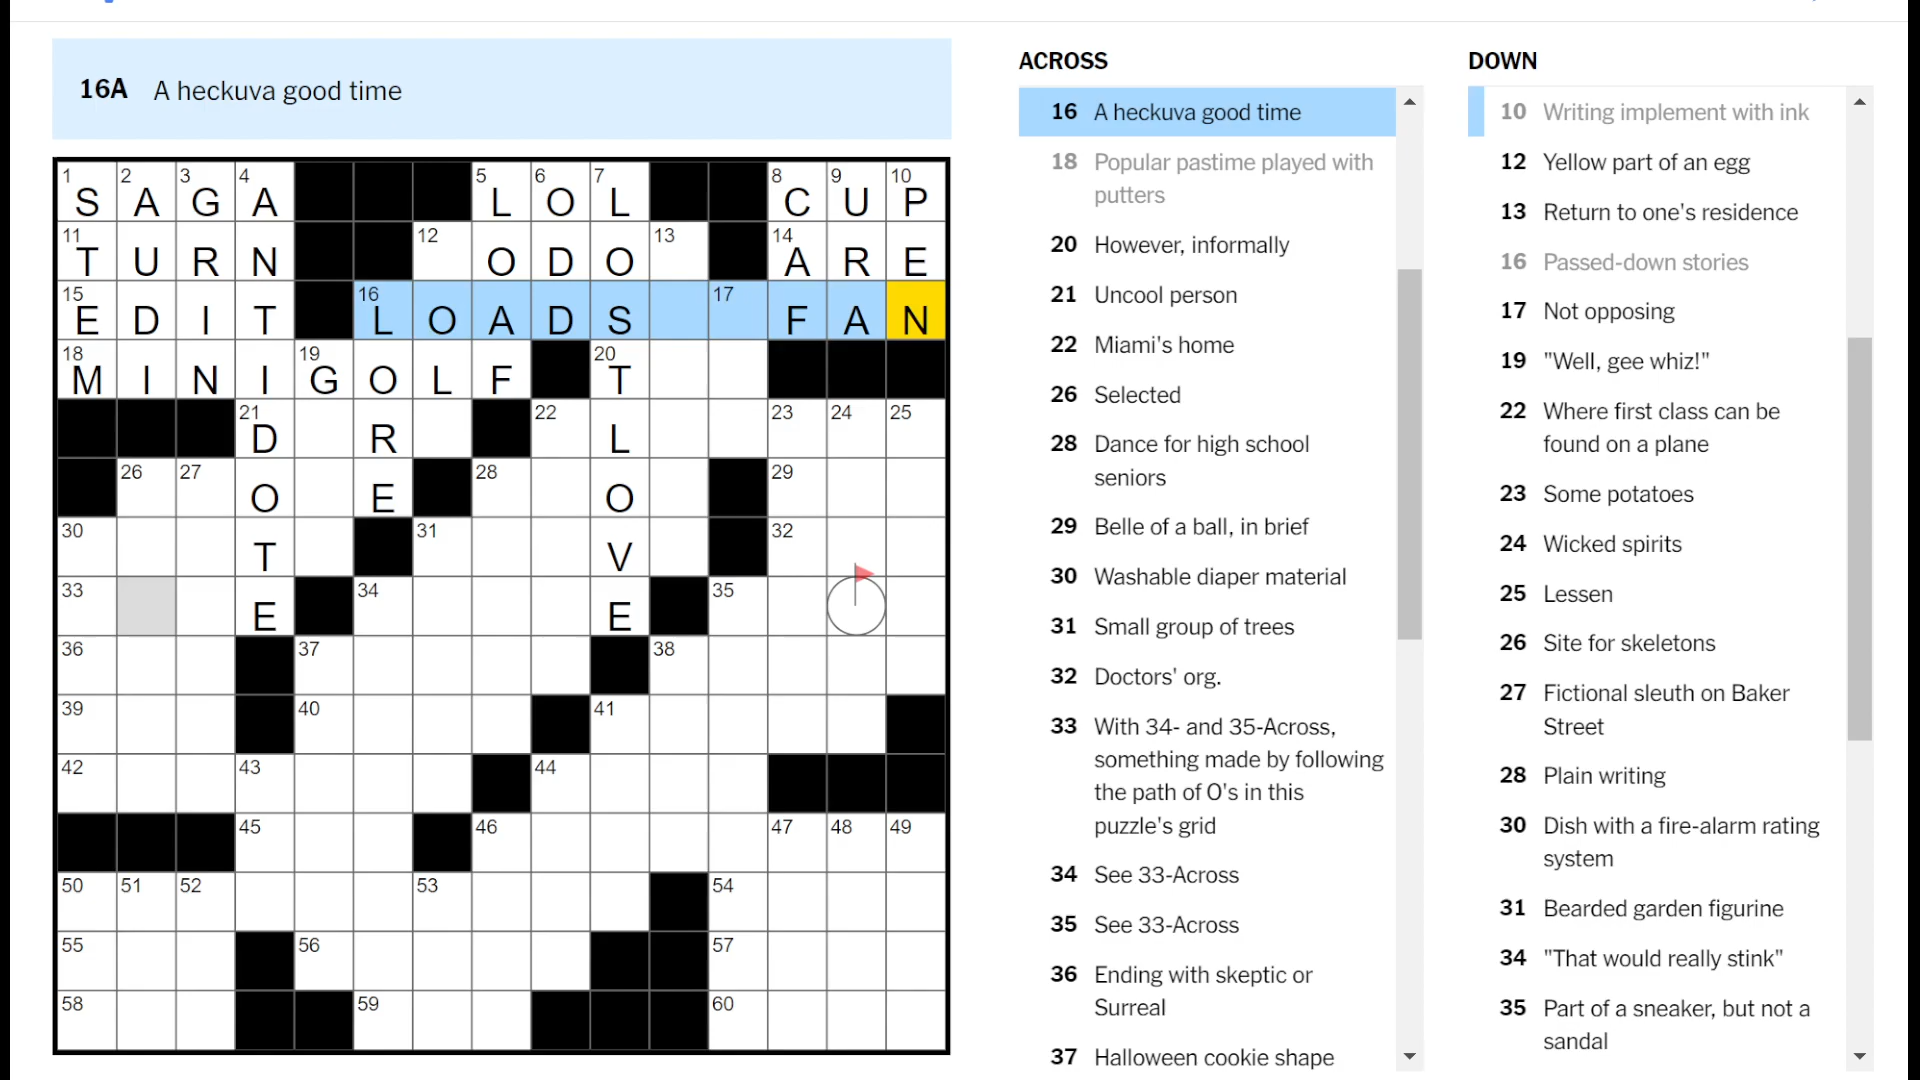 16A A heckuva good time
1 2 3 4 5 6 7 8 9 10
S A G A L O L C U P
11 12 13 14
T U R N O D O A R E
15 16 17
E D I T L O A D S F A N
18 19 20
M I N I G O L F T
21 22 23 24 25
D R L
26 27 28 29
O E O
30 31 32
T V
33 34 35
E E
36 37 38
39 40 41
42 43 44
45 46 47 48 49
50 51 52 53 54
55 56 57
58 59 60
ACROSS
16 A heckuva good time
18 Popular pastime played with
putters
20 However, informally
21 Uncool person
22 Miami's home
26 Selected
28 Dance for high school
seniors
29 Belle of a ball, in brief
30 Washable diaper material
31 Small group of trees
32 Doctors' org.
33 With 34- and 35-Across,
something made by following
the path of O's in this
puzzle's grid
34 See 33-Across
35 See 33-Across
36 Ending with skeptic or
Surreal
37 Halloween cookie shape
DOWN
10 Writing implement with ink
12 Yellow part of an egg
13 Return to one's residence
16 Passed-down stories
17 Not opposing
19 "Well, gee whiz!"
22 Where first class can be
found on a plane
23 Some potatoes
24 Wicked spirits
25 Lessen
26 Site for skeletons
27 Fictional sleuth on Baker
Street
28 Plain writing
30 Dish with a fire-alarm rating
system
31 Bearded garden figurine
34 "That would really stink"
35 Part of a sneaker, but not a
sandal